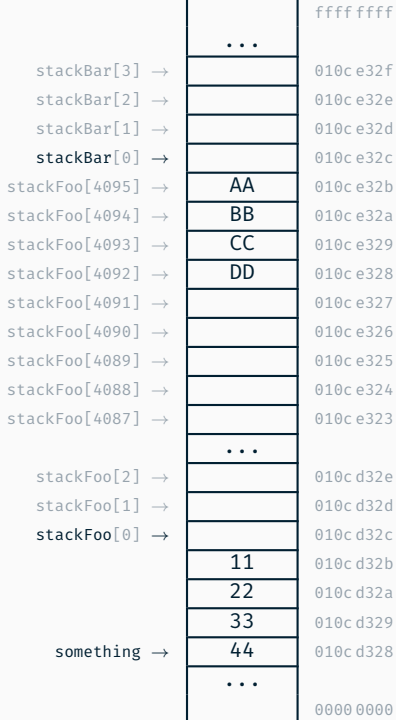 ffff ffff
...
stackBar[3] → 010c e32f
stackBar[2] → 010c e32e
stackBar[1] → 010c e32d
stackBar[0] → 010c e32c
stackFoo[4095] → AA 010c e32b
stackFoo[4094] → BB 010c e32a
stackFoo[4093] → CC 010c e329
stackFoo[4092] → DD 010c e328
stackFoo[4091] → 010c e327
stackFoo[4090] → 010c e326
stackFoo[4089] → 010c e325
stackFoo[4088] → 010c e324
stackFoo[4087] → 010c e323
...
stackFoo[2] → 010c d32e
stackFoo[1] → 010c d32d
stackFoo[0] → 010c d32c
11 010c d32b
22 010c d32a
33 010c d329
something → 44 010c d328
...
0000 0000